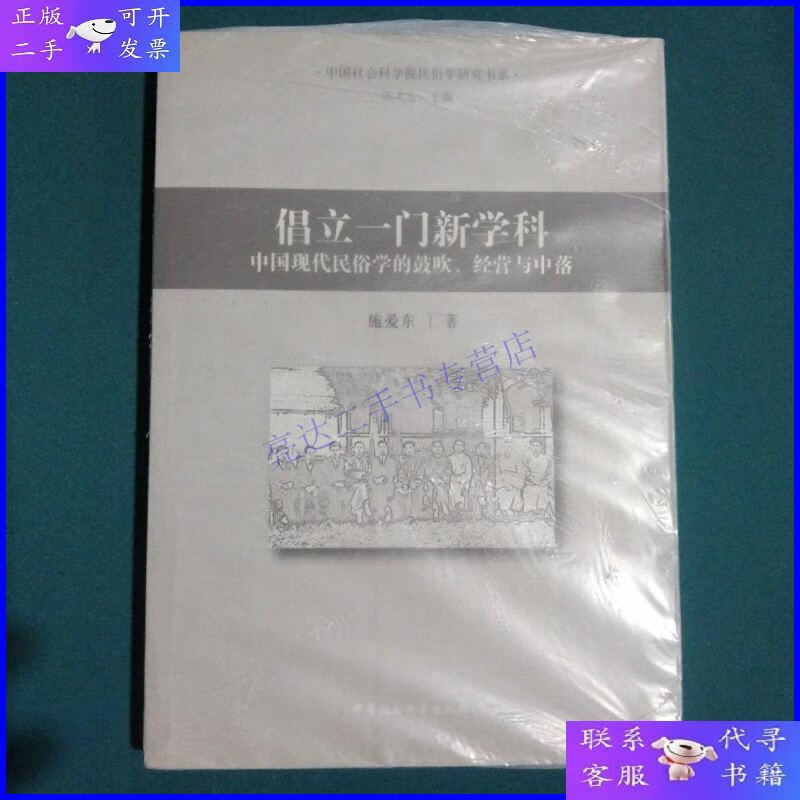 正版 可开
二手 发票
·中国社会科学院民俗学研究书系·
主编
倡立一门新学科
中国现代民俗学的鼓吹、经营与中落
施爱东 | 著
亮达二手书专营店
联系 代寻
客服 书籍